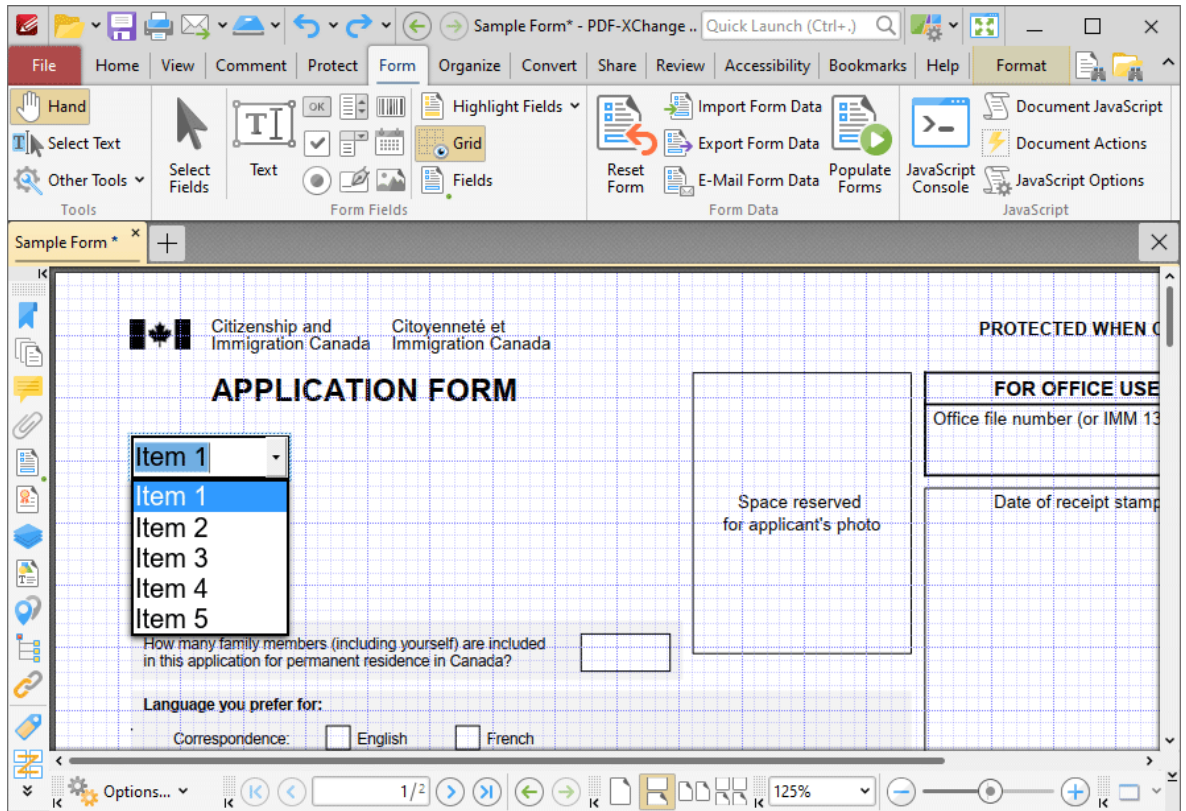 Sample Form* - PDF-XChange .. Quick Launch (Ctrl+.)
File Home View Comment Protect Form Organize Convert Share Review Accessibility Bookmarks Help Format
Hand
Select Text
Other Tools
Tools
Select
Fields
Text
OK
Highlight Fields
Grid
Fields
Form Fields
Reset
Form
Import Form Data
Export Form Data
E-Mail Form Data
Populate
Forms
Form Data
JavaScript
Console
Document JavaScript
Document Actions
JavaScript Options
JavaScript
Sample Form *
Citizenship and
Immigration Canada
Citoyenneté et
Immigration Canada
PROTECTED WHEN
APPLICATION FORM
FOR OFFICE USE
Office file number (or IMM 13
Item 1
Item 1
Item 2
Item 3
Item 4
Item 5
Space reserved
for applicant's photo
Date of receipt stamp
How many family members (including yourself) are included
in this application for permanent residence in Canada?
Language you prefer for:
Correspondence: English French
Options... 1/2 125%